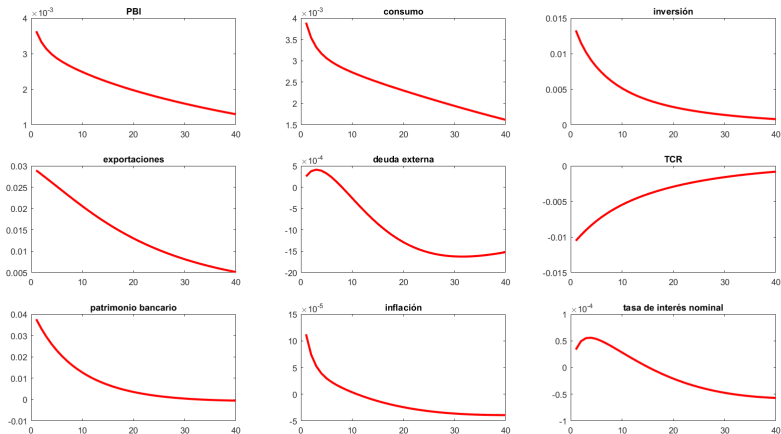 PBI
×10⁻³
4
3
2
1
0 10 20 30 40
consumo
×10⁻³
4
3.5
3
2.5
2
1.5
0 10 20 30 40
inversión
0.015
0.01
0.005
0
0 10 20 30 40
exportaciones
0.03
0.025
0.02
0.015
0.01
0.005
0 10 20 30 40
deuda externa
×10⁻⁴
5
0
-5
-10
-15
-20
0 10 20 30 40
TCR
0
-0.005
-0.01
-0.015
0 10 20 30 40
patrimonio bancario
0.04
0.03
0.02
0.01
0
-0.01
0 10 20 30 40
inflación
×10⁻⁵
15
10
5
0
-5
0 10 20 30 40
tasa de interés nominal
×10⁻⁴
1
0.5
0
-0.5
-1
0 10 20 30 40